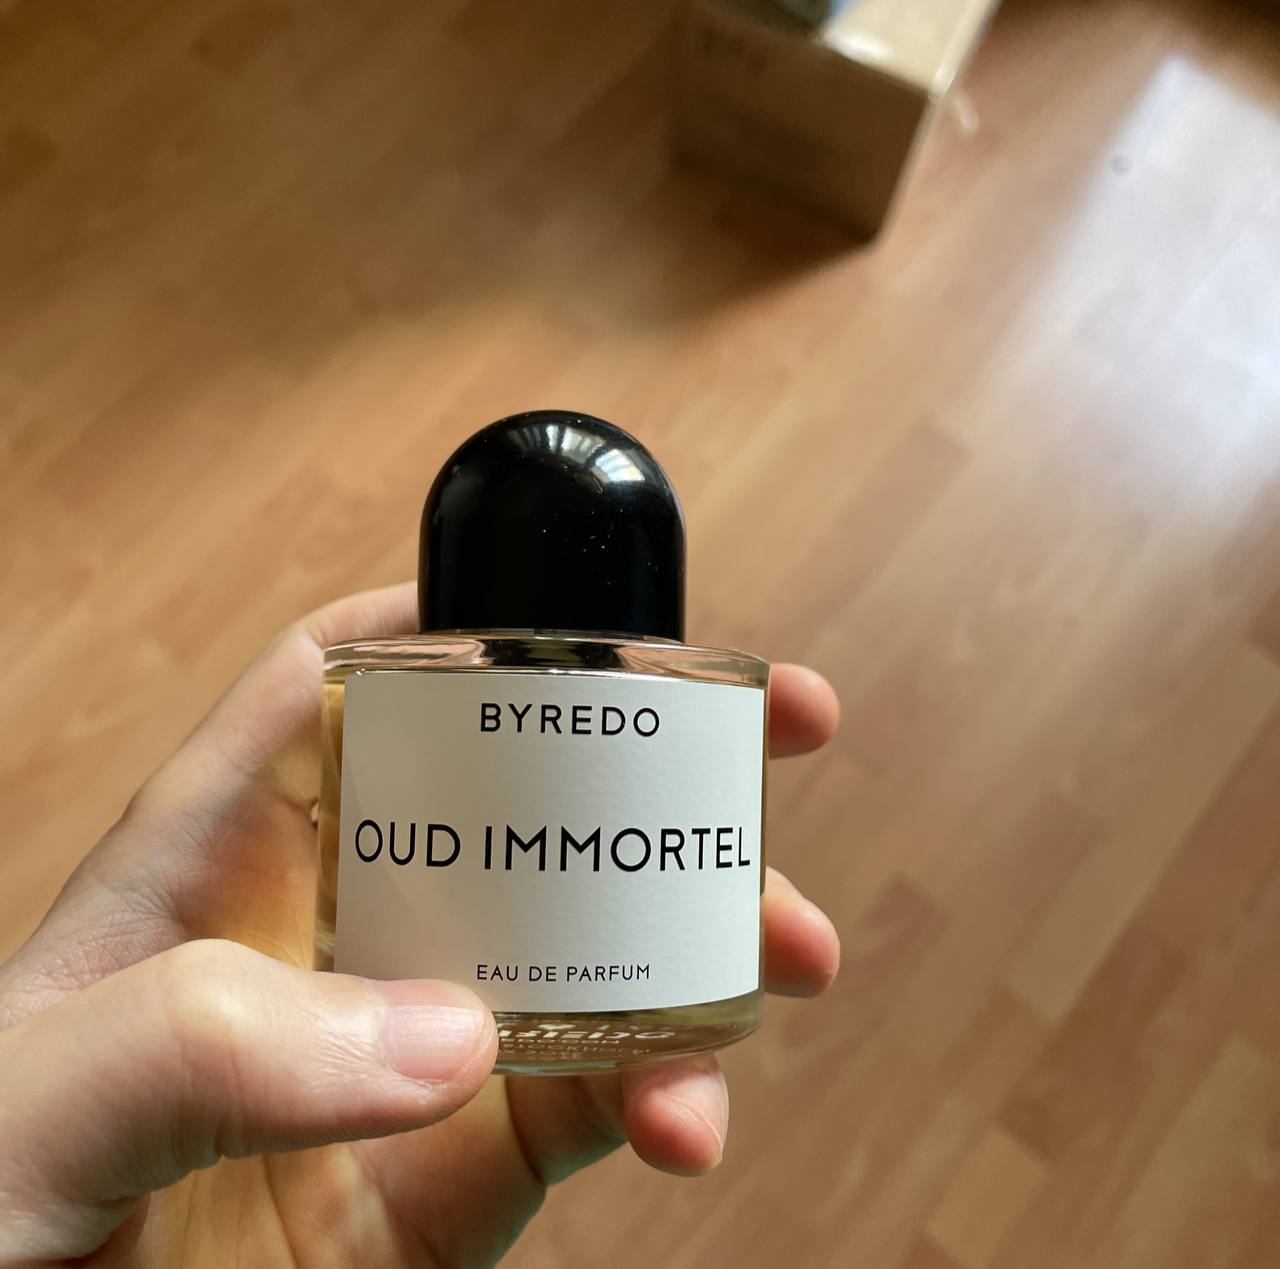 BYREDO
OUD IMMORTEL
EAU DE PARFUM